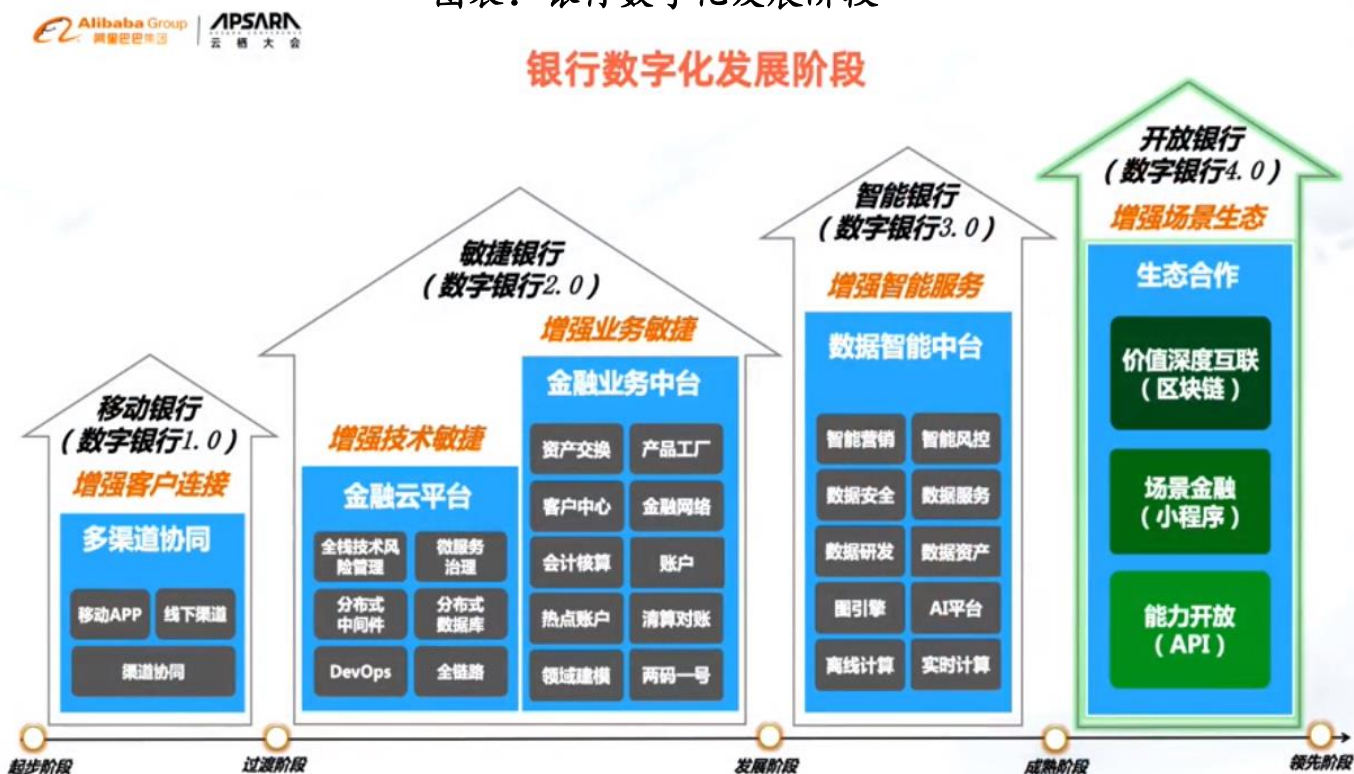 图表：银行数字化发展阶段
Alibaba Group
阿里巴巴集团
APSARA
CONFERENCE
云栖大会
银行数字化发展阶段
移动银行
（数字银行1.0）
增强客户连接
多渠道协同
移动APP
线下渠道
渠道协同
敏捷银行
（数字银行2.0）
增强技术敏捷
金融云平台
全栈技术风
险管理
微服务
治理
分布式
中间件
分布式
数据库
DevOps
全链路
增强业务敏捷
金融业务中台
资产交换
产品工厂
客户中心
金融网络
会计核算
账户
热点账户
清算对账
领域建模
两码一号
智能银行
（数字银行3.0）
增强智能服务
数据智能中台
智能营销
智能风控
数据安全
数据服务
数据研发
数据资产
图引擎
AI平台
离线计算
实时计算
开放银行
（数字银行4.0）
增强场景生态
生态合作
价值深度互联
（区块链）
场景金融
（小程序）
能力开放
（API）
起步阶段
过渡阶段
发展阶段
成熟阶段
领先阶段